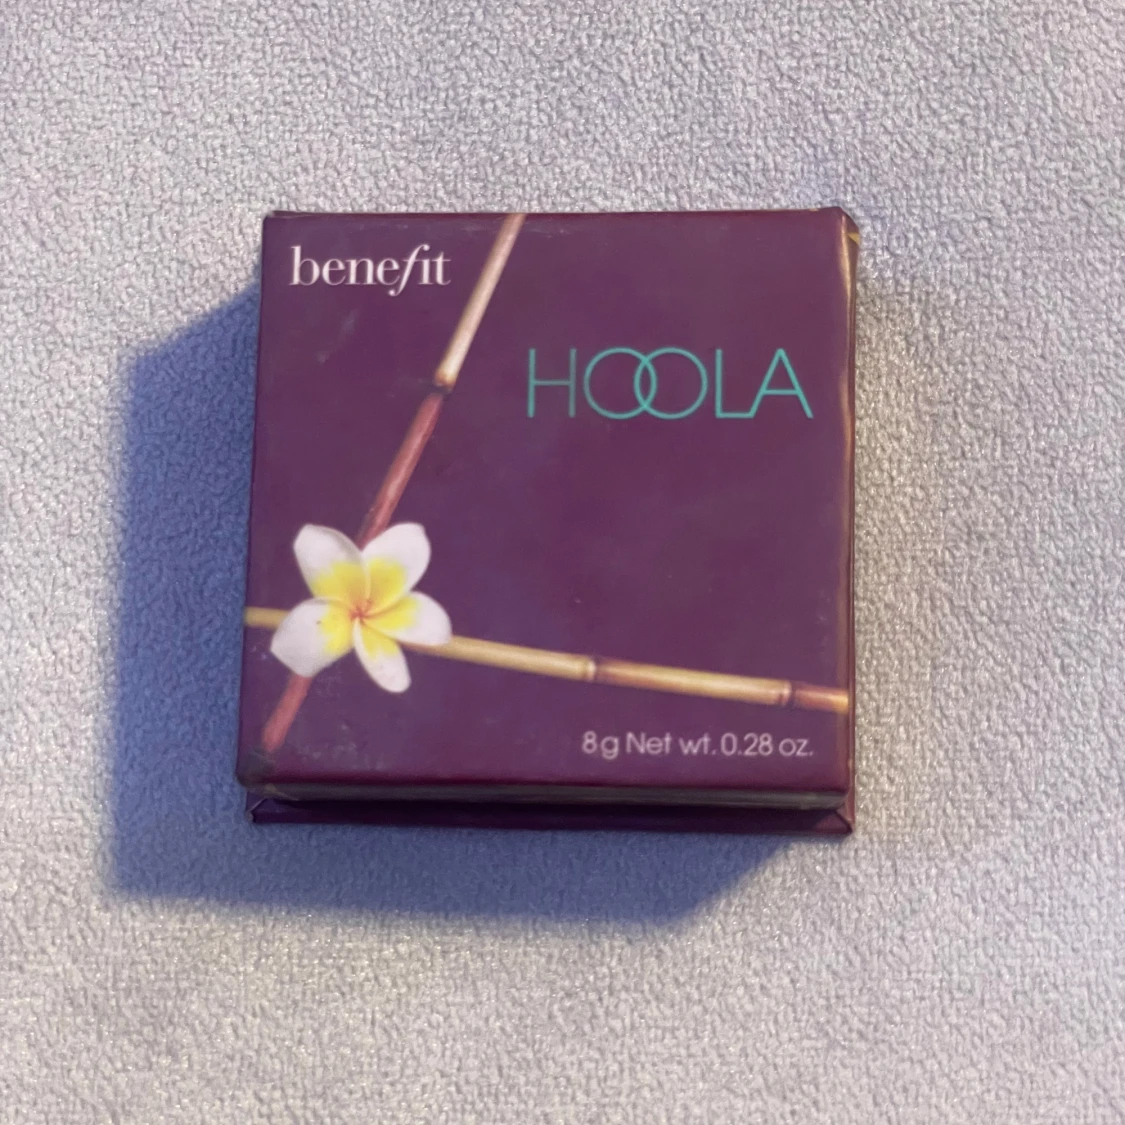 benefit
HOOLA
8g Net wt. 0.28 oz.